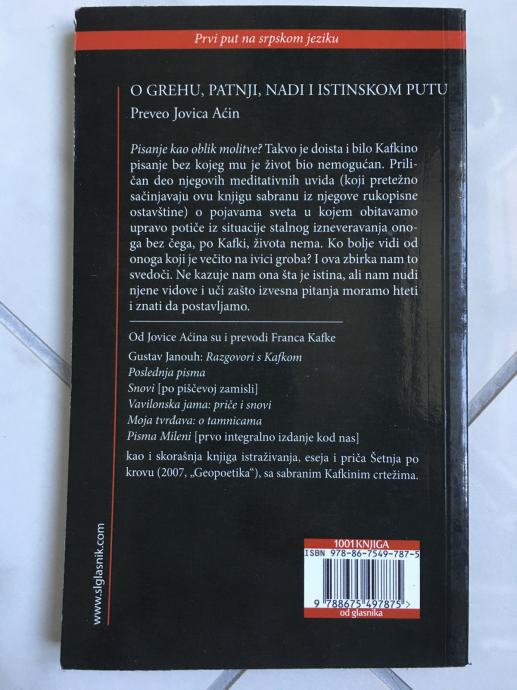 Prvi put na srpskom jeziku
O GREHU, PATNJI, NADI I ISTINSKOM PUTU
Preveo Jovica Aćin
Pisanje kao oblik molitve? Takvo je doista i bilo Kafkino
pisanje bez kojeg mu je život bio nemogućan. Prili-
čan deo njegovih meditativnih uvida (koji pretežno
sačinjavaju ovu knjigu sabranu iz njegove rukopisne
ostavštine) o pojavama sveta u kojem obitavamo
upravo potiče iz situacije stalnog izneveravanja ono-
ga bez čega, po Kafki, života nema. Ko bolje vidi od
onoga koji je večito na ivici groba? I ova zbirka nam to
svedoči. Ne kazuje nam ona šta je istina, ali nam nudi
njene vidove i uči zašto izvesna pitanja moramo hteti
i znati da postavljamo.
Od Jovice Aćina su i prevodi Franca Kafke
Gustav Janouh: Razgovori s Kafkom
Poslednja pisma
Snovi [po piščevoj zamisli]
Vavilonska jama: priče i snovi
Moja tvrđava: o tamnicama
Pisma Mileni [prvo integralno izdanje kod nas]
kao i skorašnja knjiga istraživanja, eseja i priča Šetnja po
krovu (2007, „Geopoetika“), sa sabranim Kafkinim crtežima.
www.slglasnik.com
1001 KNJIGA
ISBN 978-86-7549-787-5
9 788675 497875 >
od glasnika